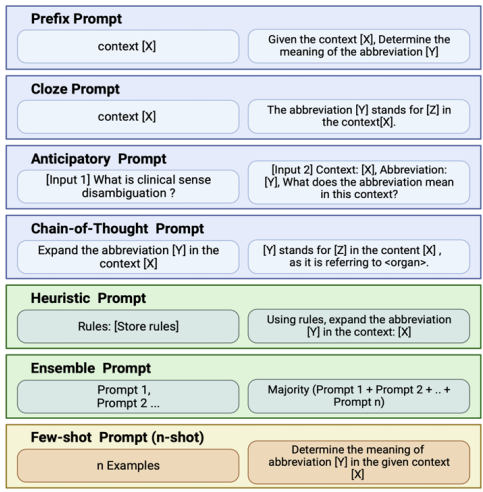 Prefix Prompt
context [X]
Given the context [X], Determine the
meaning of the abbreviation [Y]
Cloze Prompt
context [X]
The abbreviation [Y] stands for [Z] in
the context[X].
Anticipatory Prompt
[Input 1] What is clinical sense
disambiguation ?
[Input 2] Context: [X], Abbreviation:
[Y], What does the abbreviation mean
in this context?
Chain-of-Thought Prompt
Expand the abbreviation [Y] in the
context [X]
[Y] stands for [Z] in the content [X] ,
as it is referring to <organ>.
Heuristic Prompt
Rules: [Store rules]
Using rules, expand the abbreviation
[Y] in the context: [X]
Ensemble Prompt
Prompt 1,
Prompt 2 ...
Majority (Prompt 1 + Prompt 2 + .. +
Prompt n)
Few-shot Prompt (n-shot)
n Examples
Determine the meaning of
abbreviation [Y] in the given context
[X]